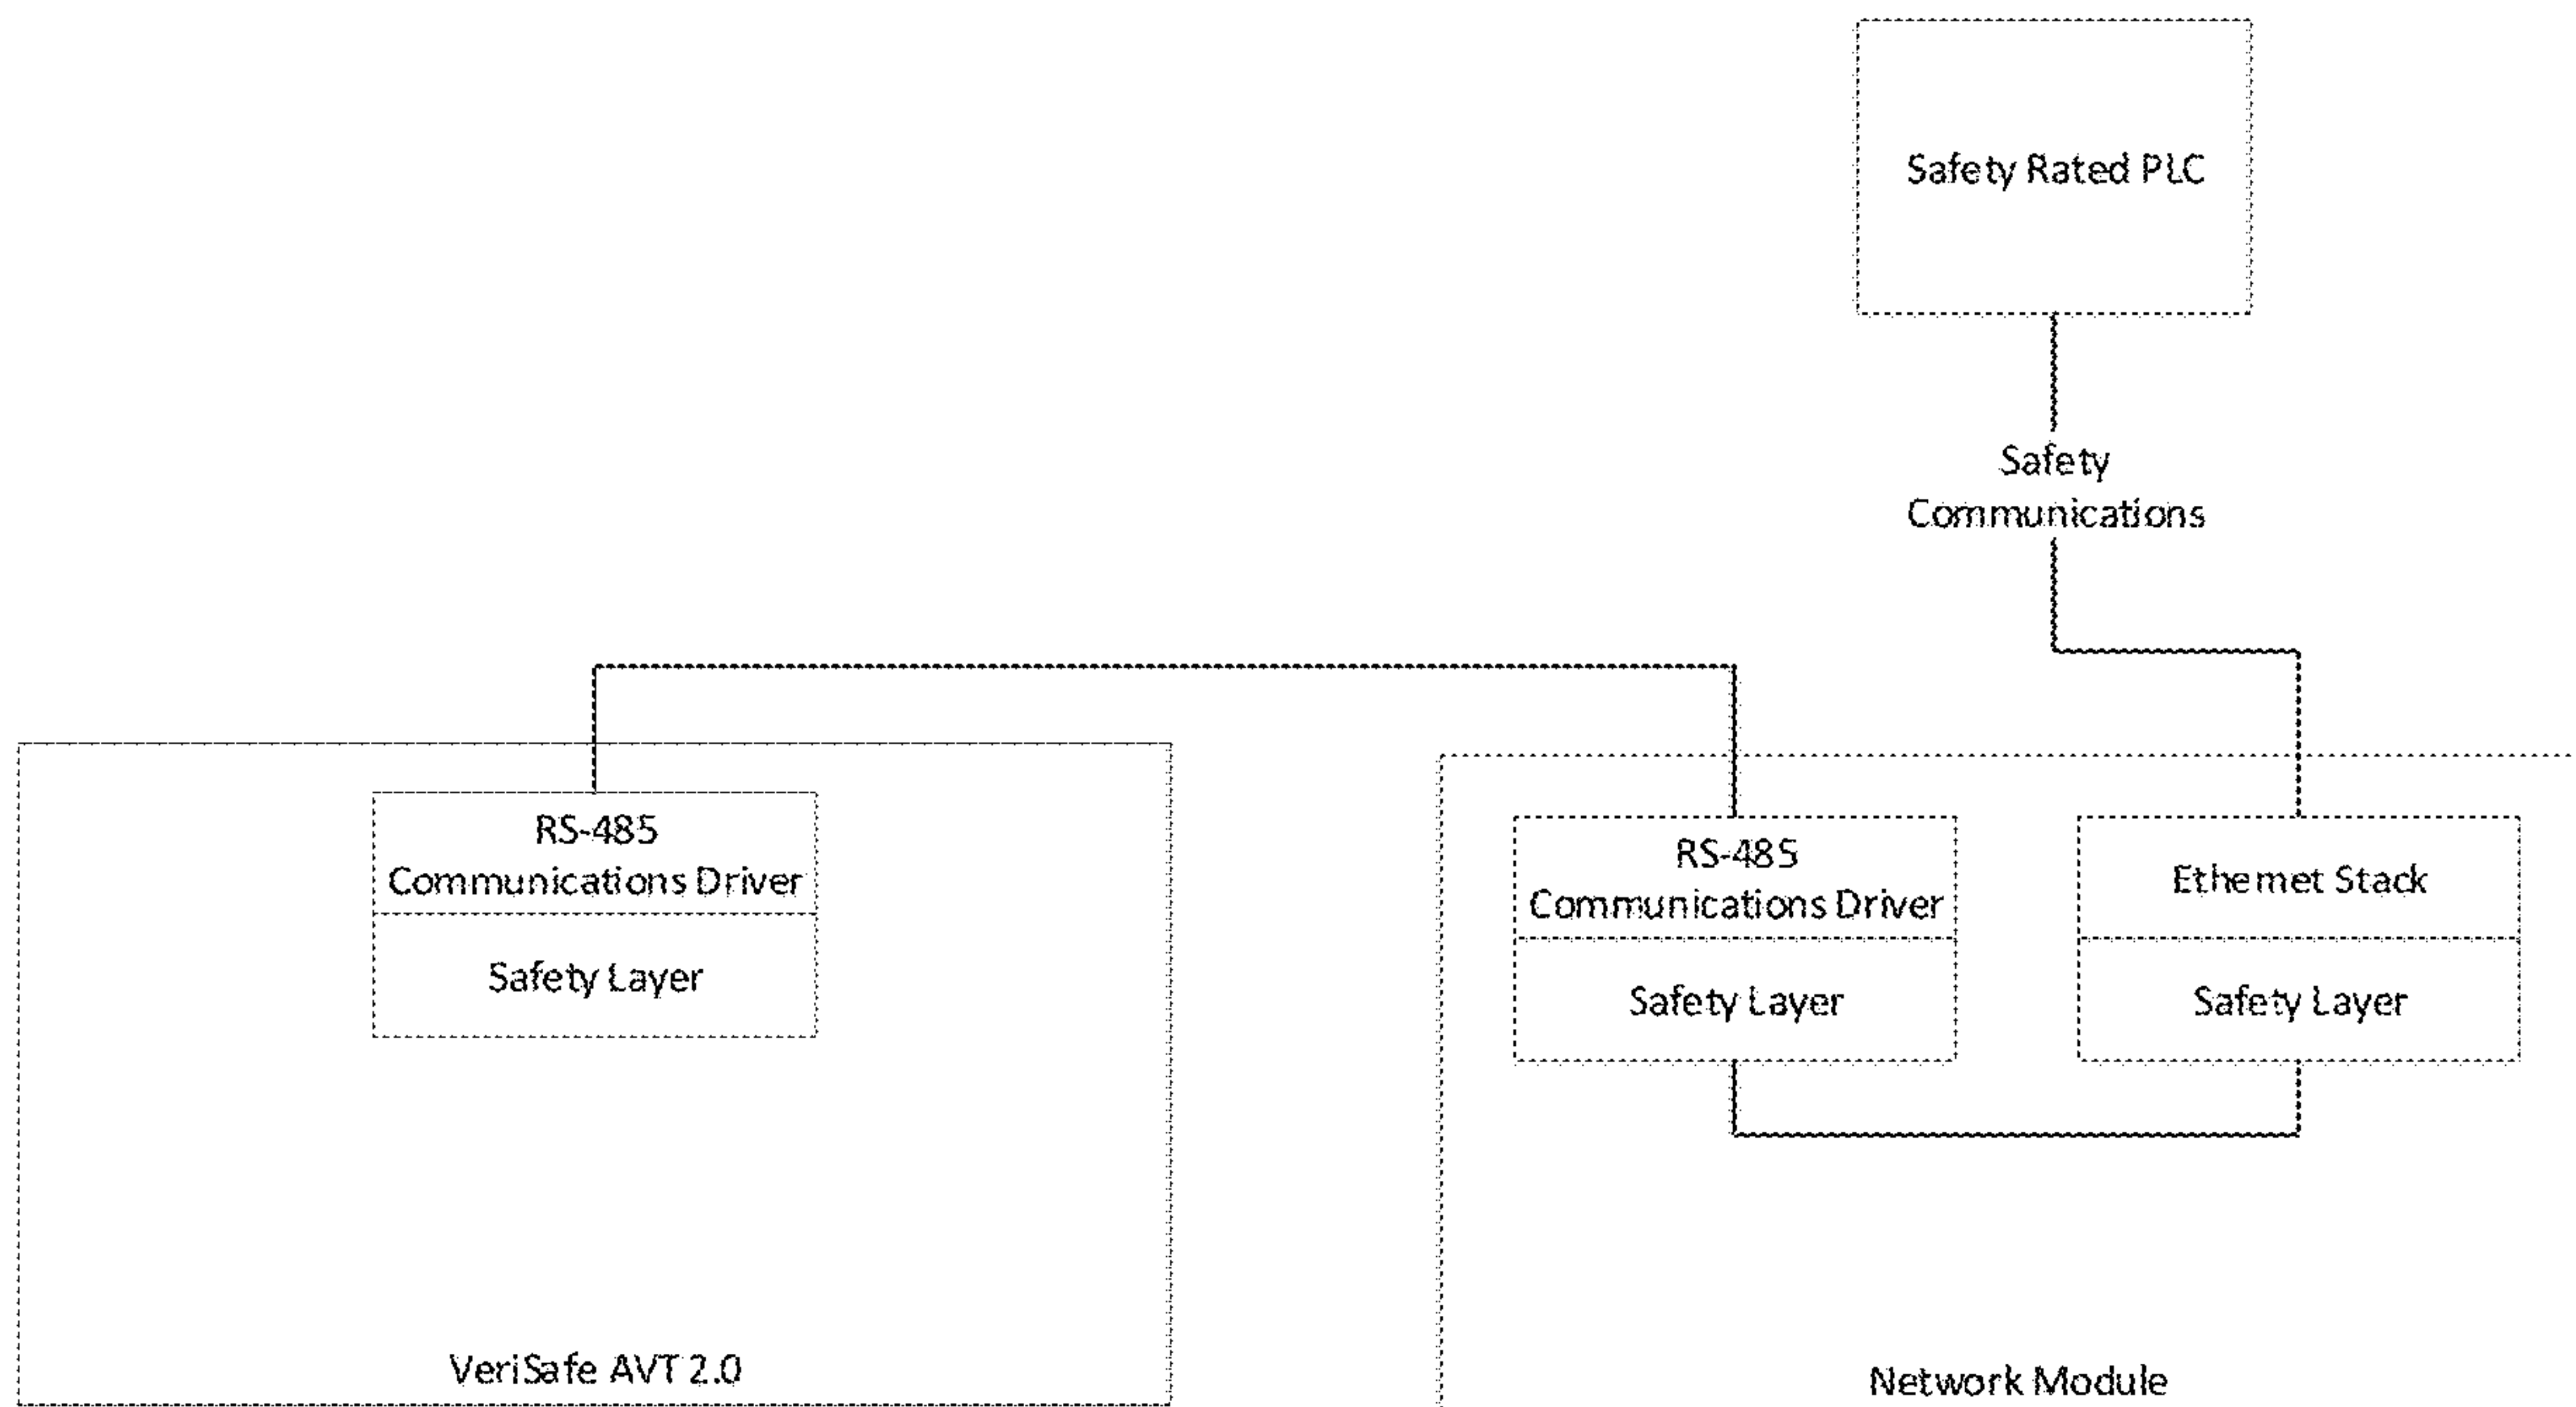 Safety Rated PLC
Safety
Communications
RS-485
Communications Driver
Safety Layer
RS-485
Communications Driver
Safety Layer
Ethernet Stack
Safety Layer
VeriSafe AVT 2.0
Network Module